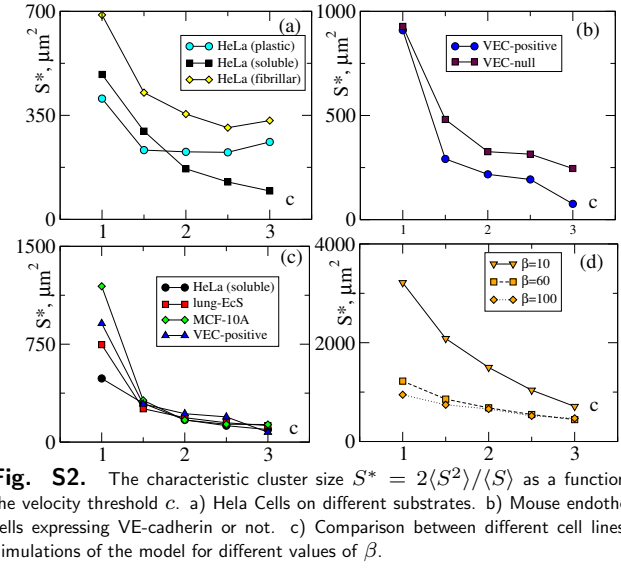 700
350
0
S*, μm²
(a)
HeLa (plastic)
HeLa (soluble)
HeLa (fibrillar)
c
1 2 3
1000
500
0
S*, μm²
(b)
VEC-positive
VEC-null
c
1 2 3
1500
750
0
S*, μm²
(c)
HeLa (soluble)
lung-EcS
MCF-10A
VEC-positive
c
1 2 3
4000
2000
0
S*, μm²
(d)
β=10
β=60
β=100
c
1 2 3
Fig. S2. The characteristic cluster size S* = 2⟨S²⟩/⟨S⟩ as a function
the velocity threshold c. a) Hela Cells on different substrates. b) Mouse endothe
cells expressing VE-cadherin or not. c) Comparison between different cell lines
simulations of the model for different values of β.